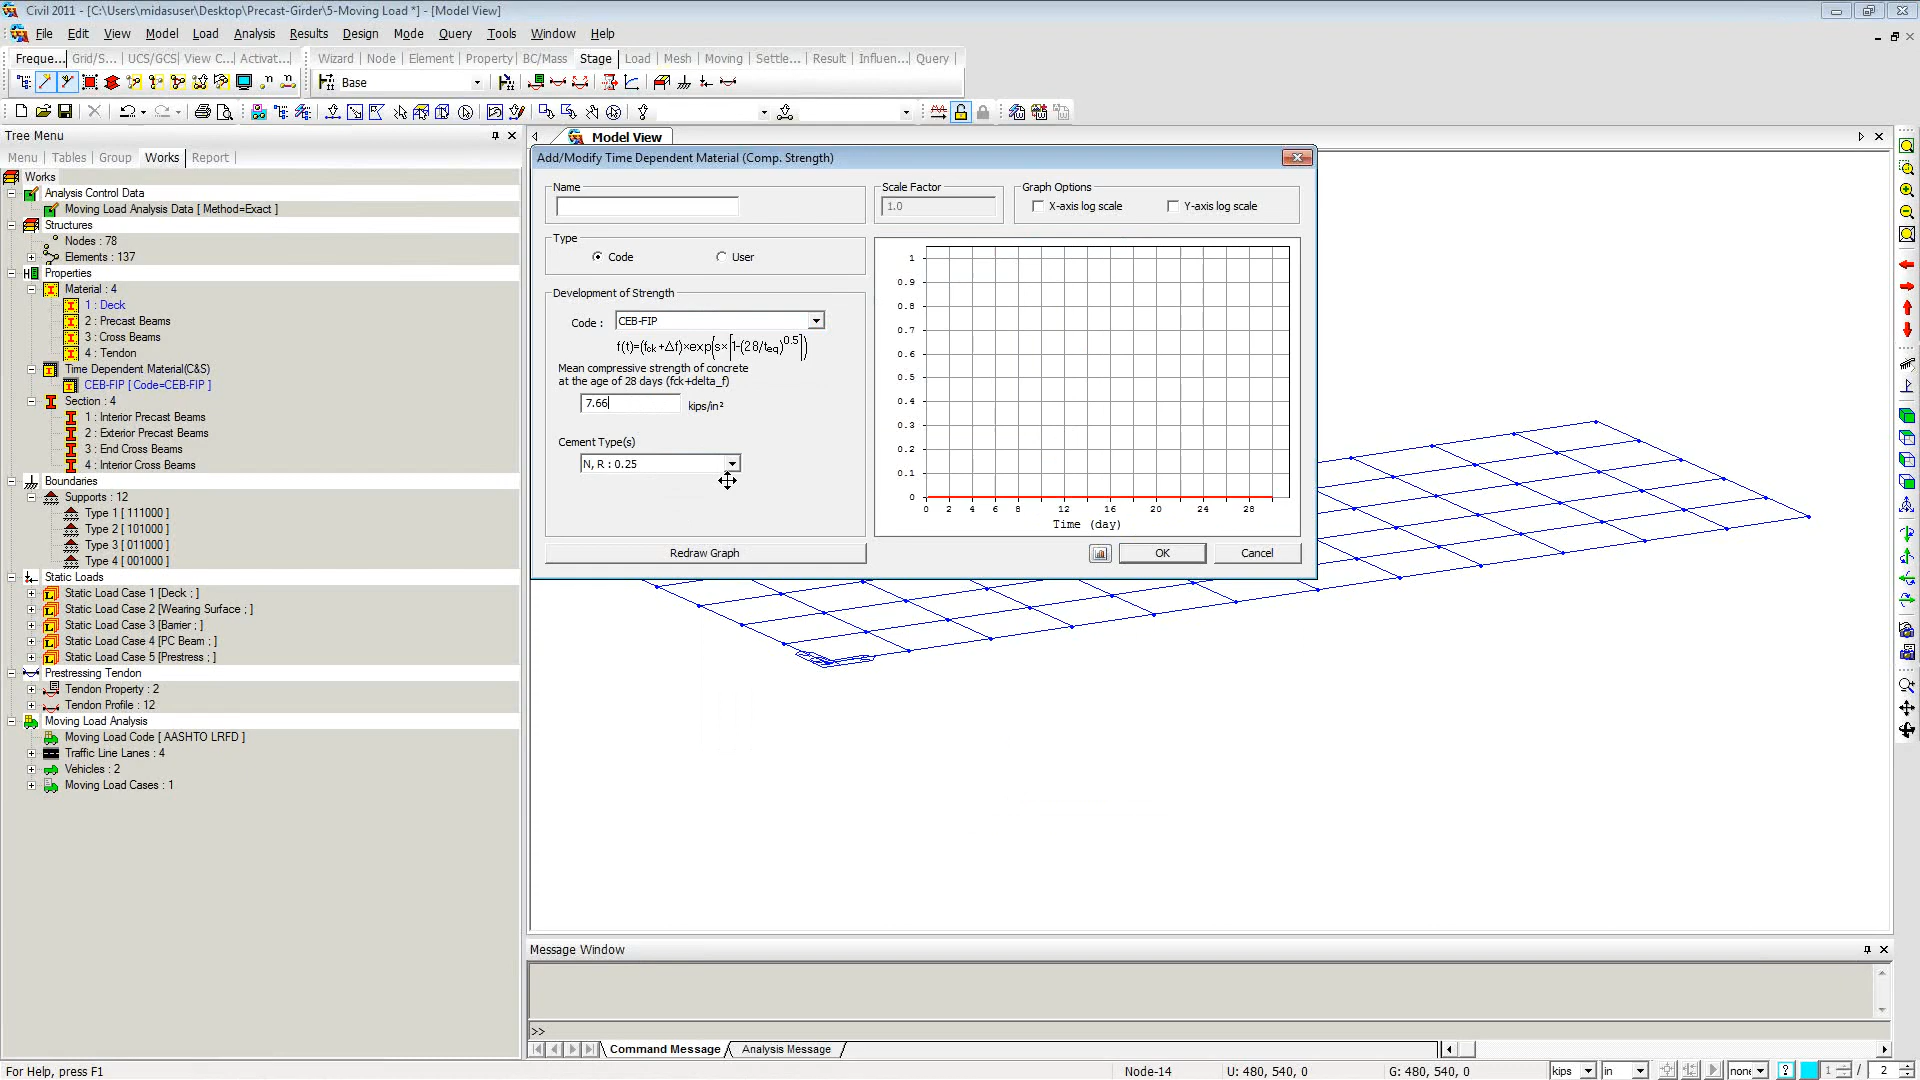 Civil 2011 - [C:\Users\midasuser\Desktop\Precast-Girder\5-Moving Load *] - [Model View]
File Edit View Model Load Analysis Results Design Mode Query Tools Window Help
Freque... Grid/S... UCS/GCS View C... Activat... Wizard Node Element Property BC/Mass Stage Load Mesh Moving Settle... Result Influen... Query
Base
Tree Menu
Model View
Menu Tables Group Works Report
Works
Analysis Control Data
Moving Load Analysis Data [ Method=Exact ]
Structures
Nodes : 78
Elements : 137
Properties
Material : 4
1 : Deck
2 : Precast Beams
3 : Cross Beams
4 : Tendon
Time Dependent Material(C&S)
CEB-FIP [ Code=CEB-FIP ]
Section : 4
1 : Interior Precast Beams
2 : Exterior Precast Beams
3 : End Cross Beams
4 : Interior Cross Beams
Boundaries
Supports : 12
Type 1 [ 111000 ]
Type 2 [ 101000 ]
Type 3 [ 011000 ]
Type 4 [ 001000 ]
Static Loads
Static Load Case 1 [Deck ; ]
Static Load Case 2 [Wearing Surface ; ]
Static Load Case 3 [Barrier ; ]
Static Load Case 4 [PC Beam ; ]
Static Load Case 5 [Prestress ; ]
Prestressing Tendon
Tendon Property : 2
Tendon Profile : 12
Moving Load Analysis
Moving Load Code [ AASHTO LRFD ]
Traffic Line Lanes : 4
Vehicles : 2
Moving Load Cases : 1
Add/Modify Time Dependent Material (Comp. Strength)
Name
Scale Factor
1.0
Graph Options
X-axis log scale
Y-axis log scale
Type
Code
User
Development of Strength
Code :
CEB-FIP
f(t)=(fck+Δf)×exp[s×[1-(28/teq)^0.5]]
Mean compressive strength of concrete
at the age of 28 days (fck+delta_f)
7.66
kips/in²
Cement Type(s)
N, R : 0.25
1
0.9
0.8
0.7
0.6
0.5
0.4
0.3
0.2
0.1
0
0 2 4 6 8 12 16 20 24 28
Time (day)
Redraw Graph
OK
Cancel
Message Window
>>
Command Message
Analysis Message
For Help, press F1
Node-14
U: 480, 540, 0
G: 480, 540, 0
kips
in
none
1 / 2